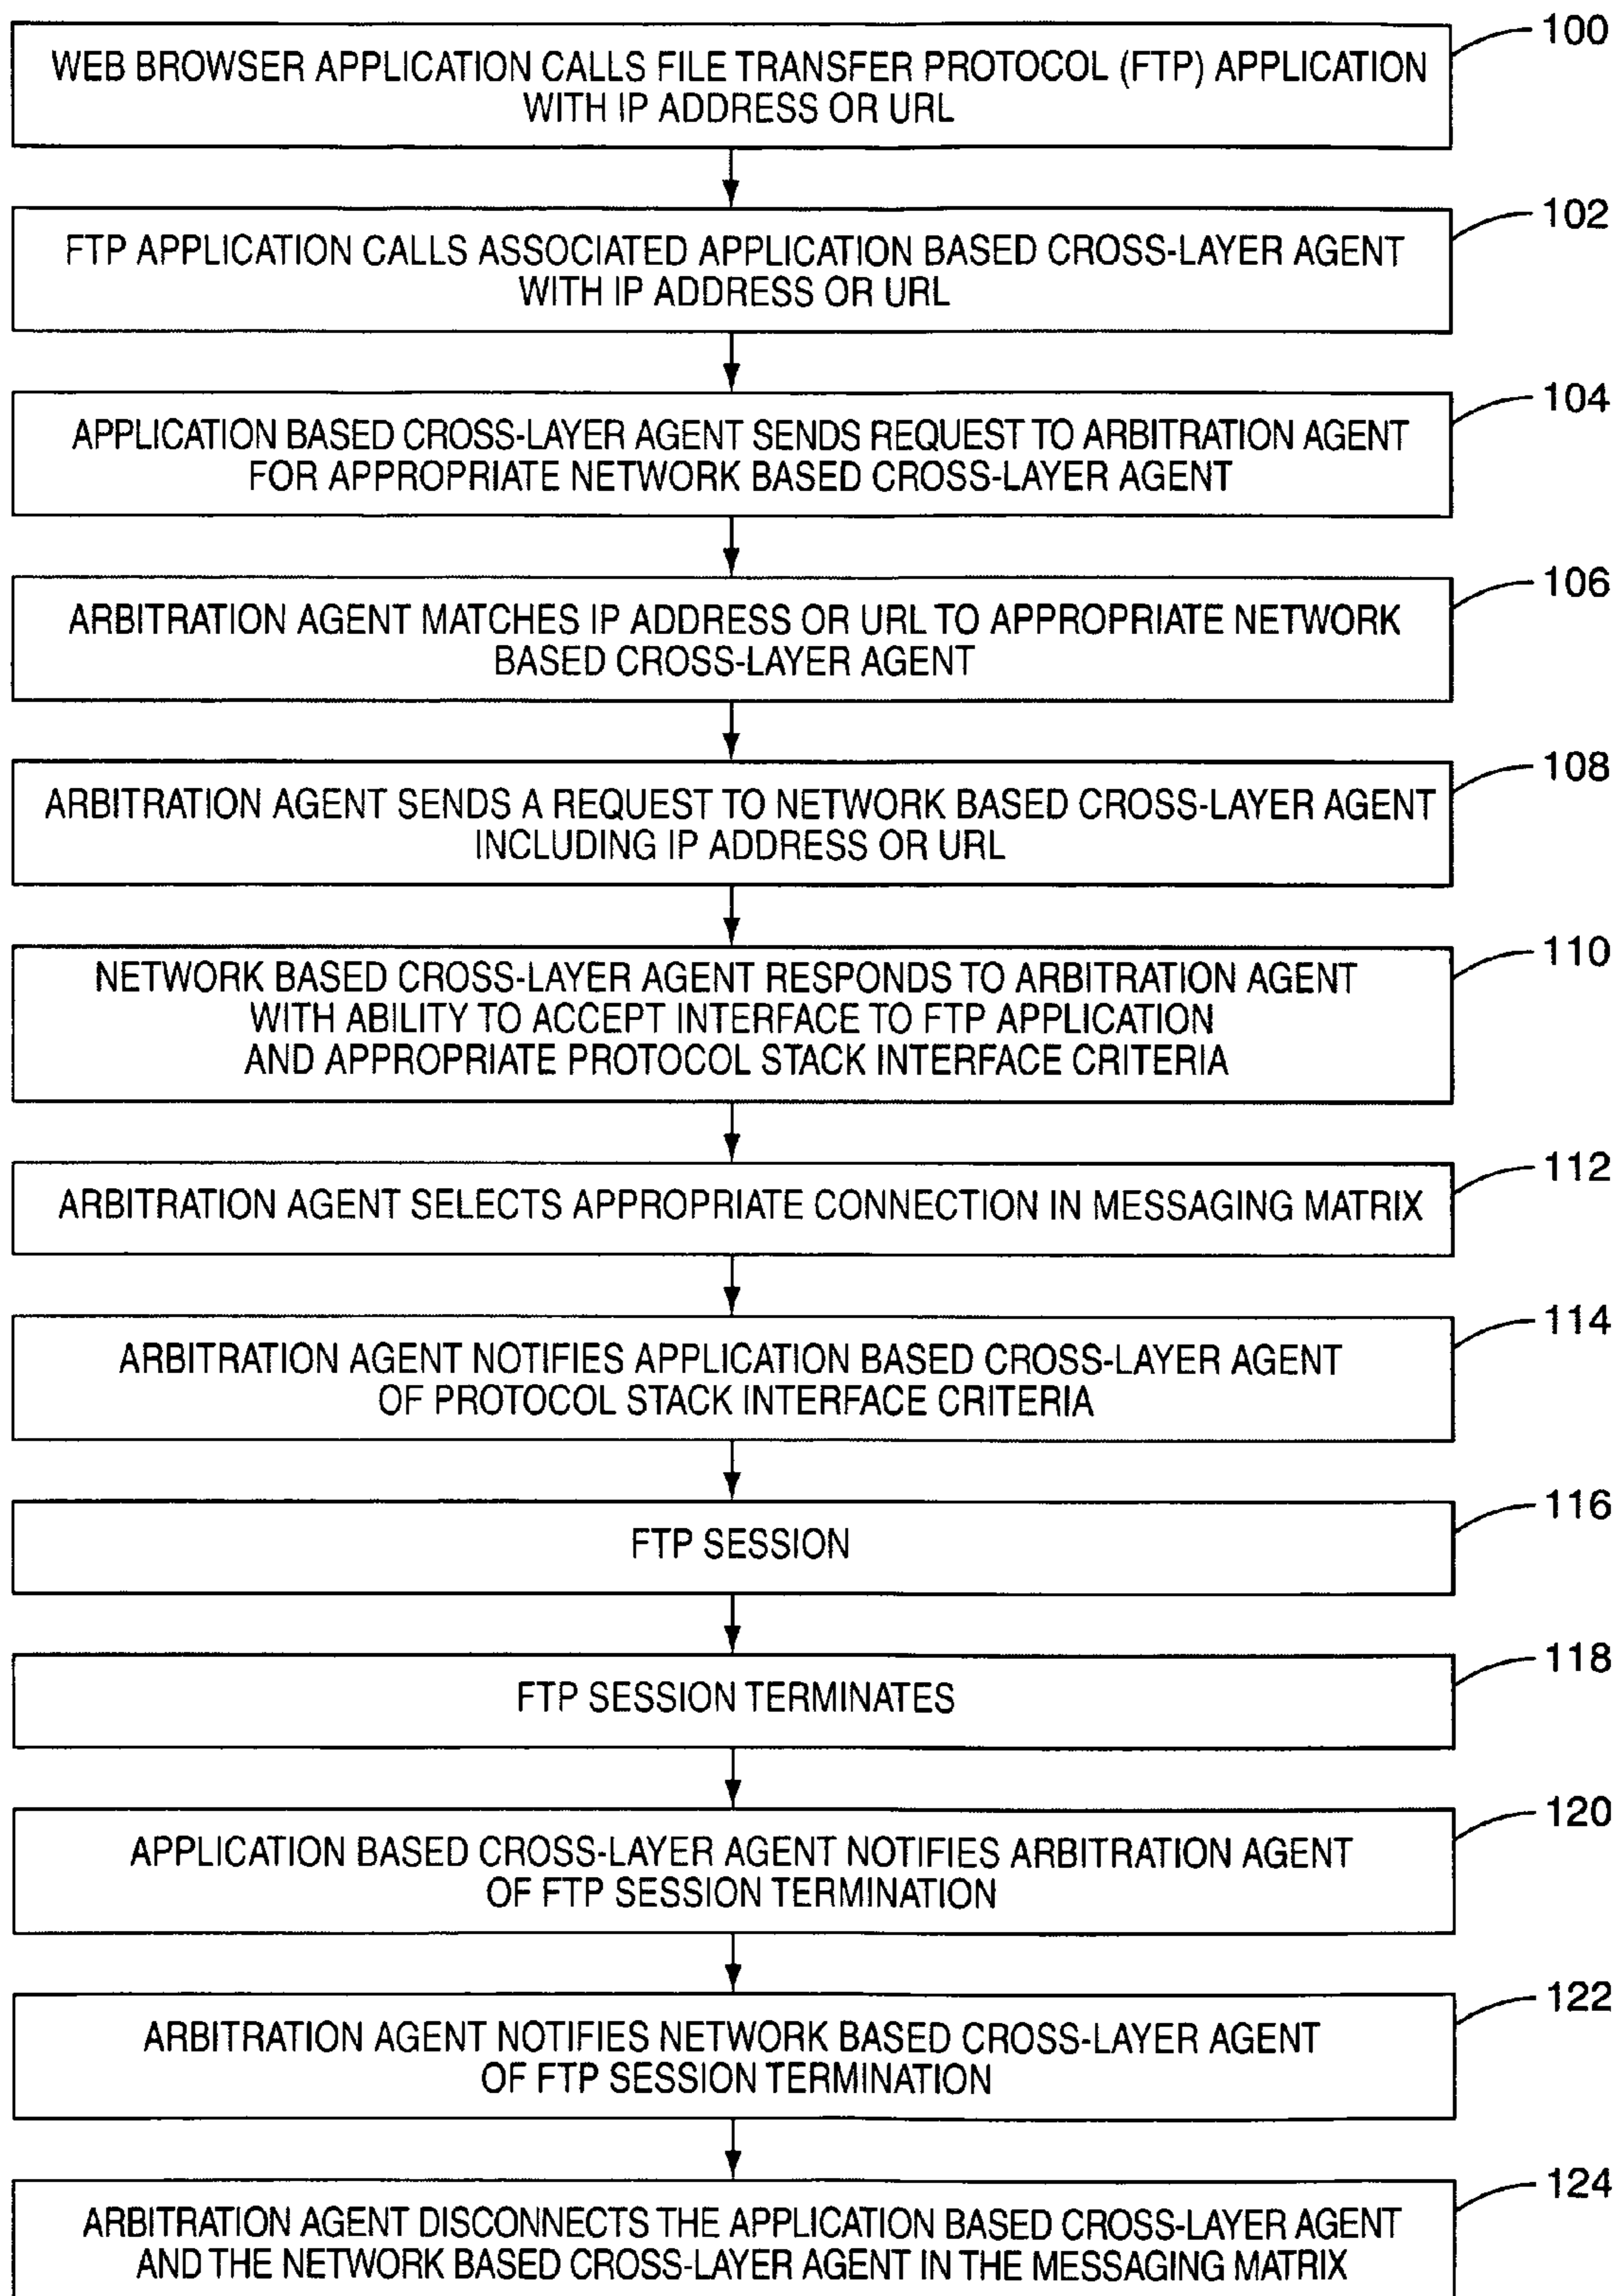 100
WEB BROWSER APPLICATION CALLS FILE TRANSFER PROTOCOL (FTP) APPLICATION
WITH IP ADDRESS OR URL
102
FTP APPLICATION CALLS ASSOCIATED APPLICATION BASED CROSS-LAYER AGENT
WITH IP ADDRESS OR URL
104
APPLICATION BASED CROSS-LAYER AGENT SENDS REQUEST TO ARBITRATION AGENT
FOR APPROPRIATE NETWORK BASED CROSS-LAYER AGENT
106
ARBITRATION AGENT MATCHES IP ADDRESS OR URL TO APPROPRIATE NETWORK
BASED CROSS-LAYER AGENT
108
ARBITRATION AGENT SENDS A REQUEST TO NETWORK BASED CROSS-LAYER AGENT
INCLUDING IP ADDRESS OR URL
110
NETWORK BASED CROSS-LAYER AGENT RESPONDS TO ARBITRATION AGENT
WITH ABILITY TO ACCEPT INTERFACE TO FTP APPLICATION
AND APPROPRIATE PROTOCOL STACK INTERFACE CRITERIA
112
ARBITRATION AGENT SELECTS APPROPRIATE CONNECTION IN MESSAGING MATRIX
114
ARBITRATION AGENT NOTIFIES APPLICATION BASED CROSS-LAYER AGENT
OF PROTOCOL STACK INTERFACE CRITERIA
116
FTP SESSION
118
FTP SESSION TERMINATES
120
APPLICATION BASED CROSS-LAYER AGENT NOTIFIES ARBITRATION AGENT
OF FTP SESSION TERMINATION
122
ARBITRATION AGENT NOTIFIES NETWORK BASED CROSS-LAYER AGENT
OF FTP SESSION TERMINATION
124
ARBITRATION AGENT DISCONNECTS THE APPLICATION BASED CROSS-LAYER AGENT
AND THE NETWORK BASED CROSS-LAYER AGENT IN THE MESSAGING MATRIX